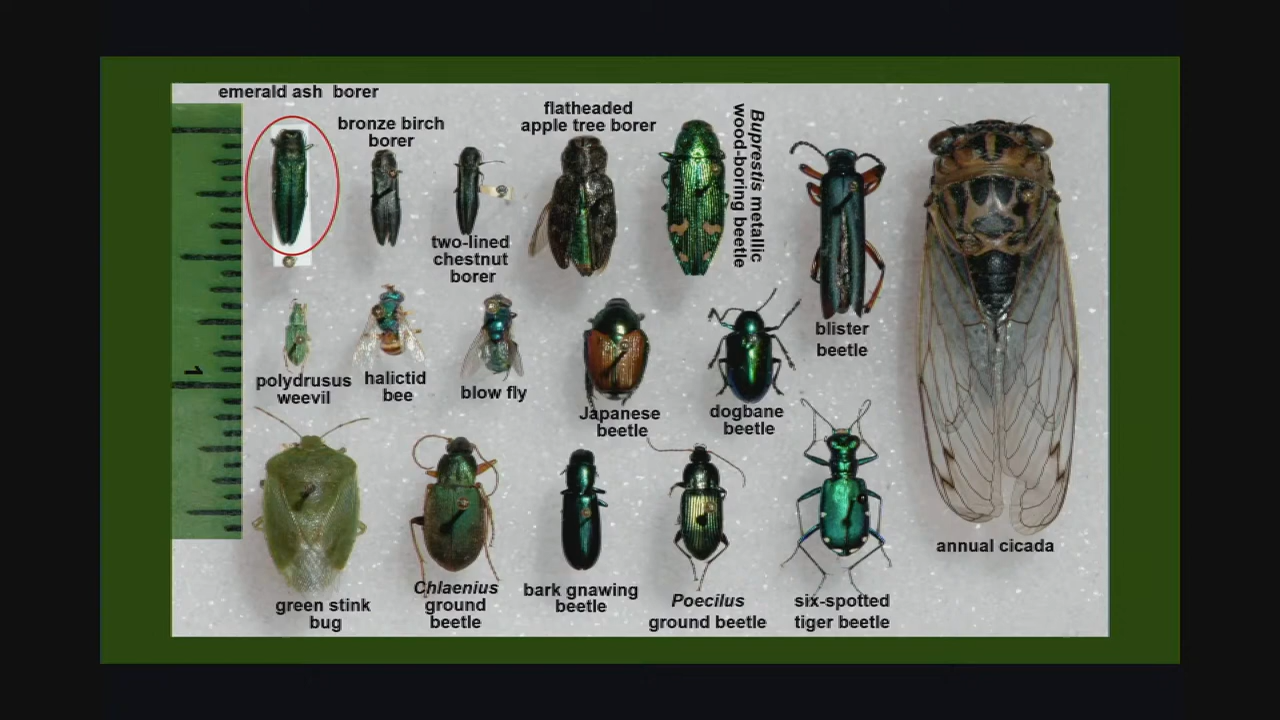 emerald ash borer
bronze birch
borer
two-lined
chestnut
borer
flatheaded
apple tree borer
Buprestis metallic
wood-boring beetle
blister
beetle
annual cicada
1
polydrusus
weevil
halictid
bee
blow fly
Japanese
beetle
dogbane
beetle
green stink
bug
Chlaenius
ground
beetle
bark gnawing
beetle
Poecilus
ground beetle
six-spotted
tiger beetle